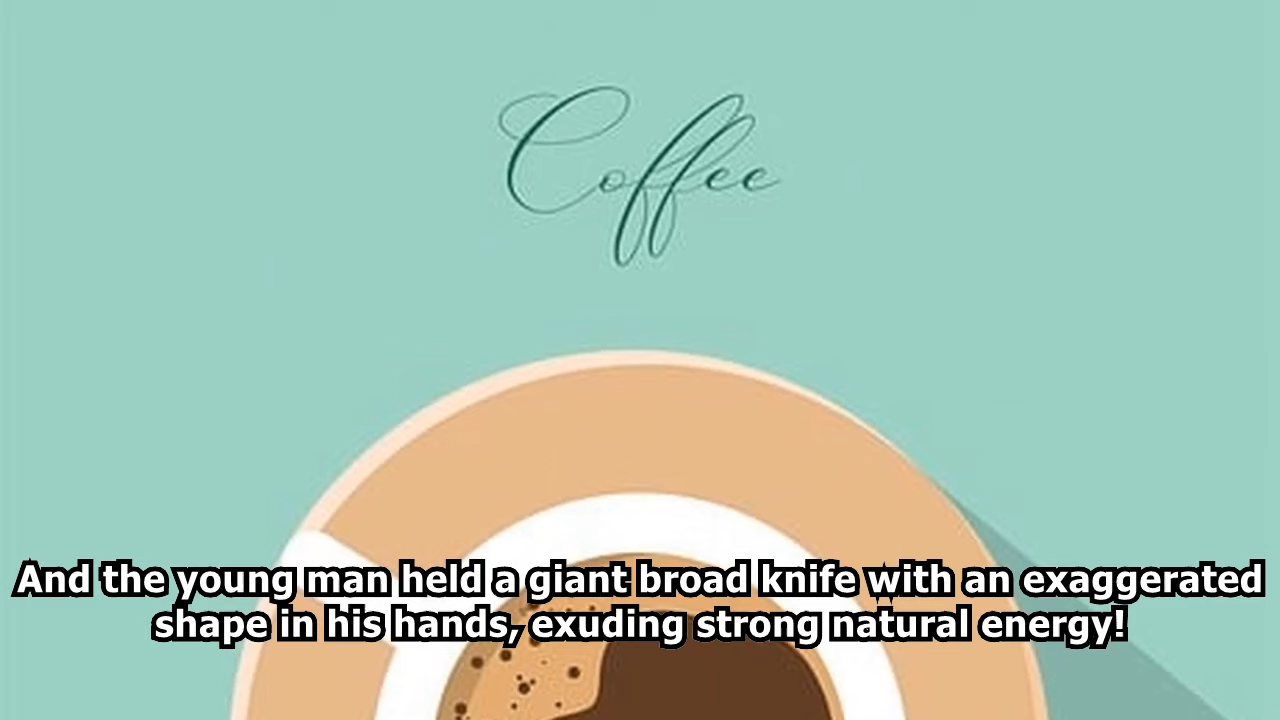 Coffee
And the young man held a giant broad knife with an exaggerated
shape in his hands, exuding strong natural energy!